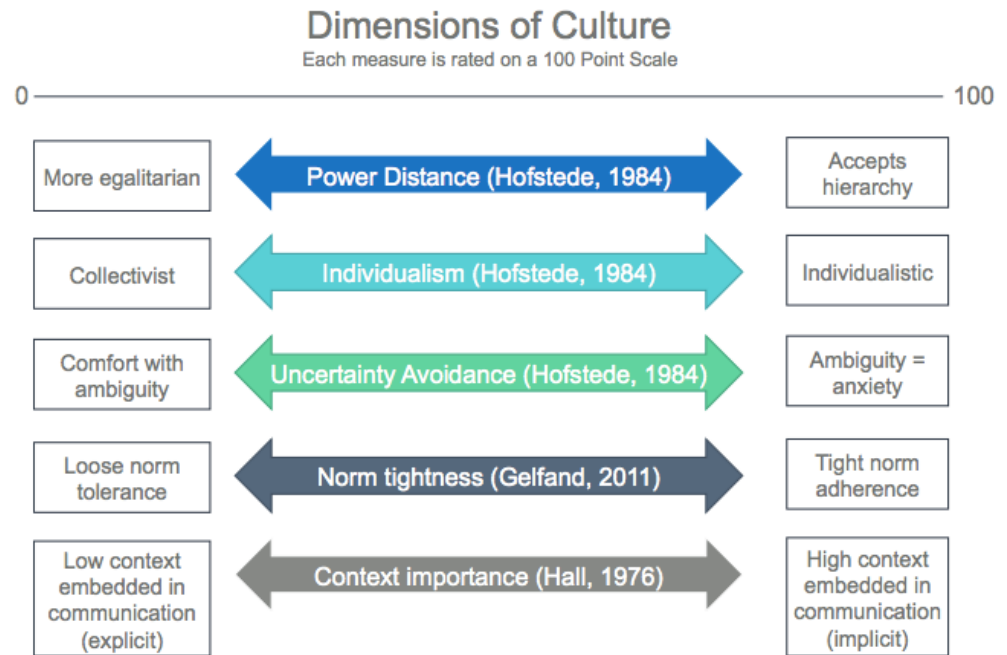 Dimensions of Culture
Each measure is rated on a 100 Point Scale
0
100
More egalitarian
Power Distance (Hofstede, 1984)
Accepts
hierarchy
Collectivist
Individualism (Hofstede, 1984)
Individualistic
Comfort with
ambiguity
Uncertainty Avoidance (Hofstede, 1984)
Ambiguity =
anxiety
Loose norm
tolerance
Norm tightness (Gelfand, 2011)
Tight norm
adherence
Low context
embedded in
communication
(explicit)
Context importance (Hall, 1976)
High context
embedded in
communication
(implicit)